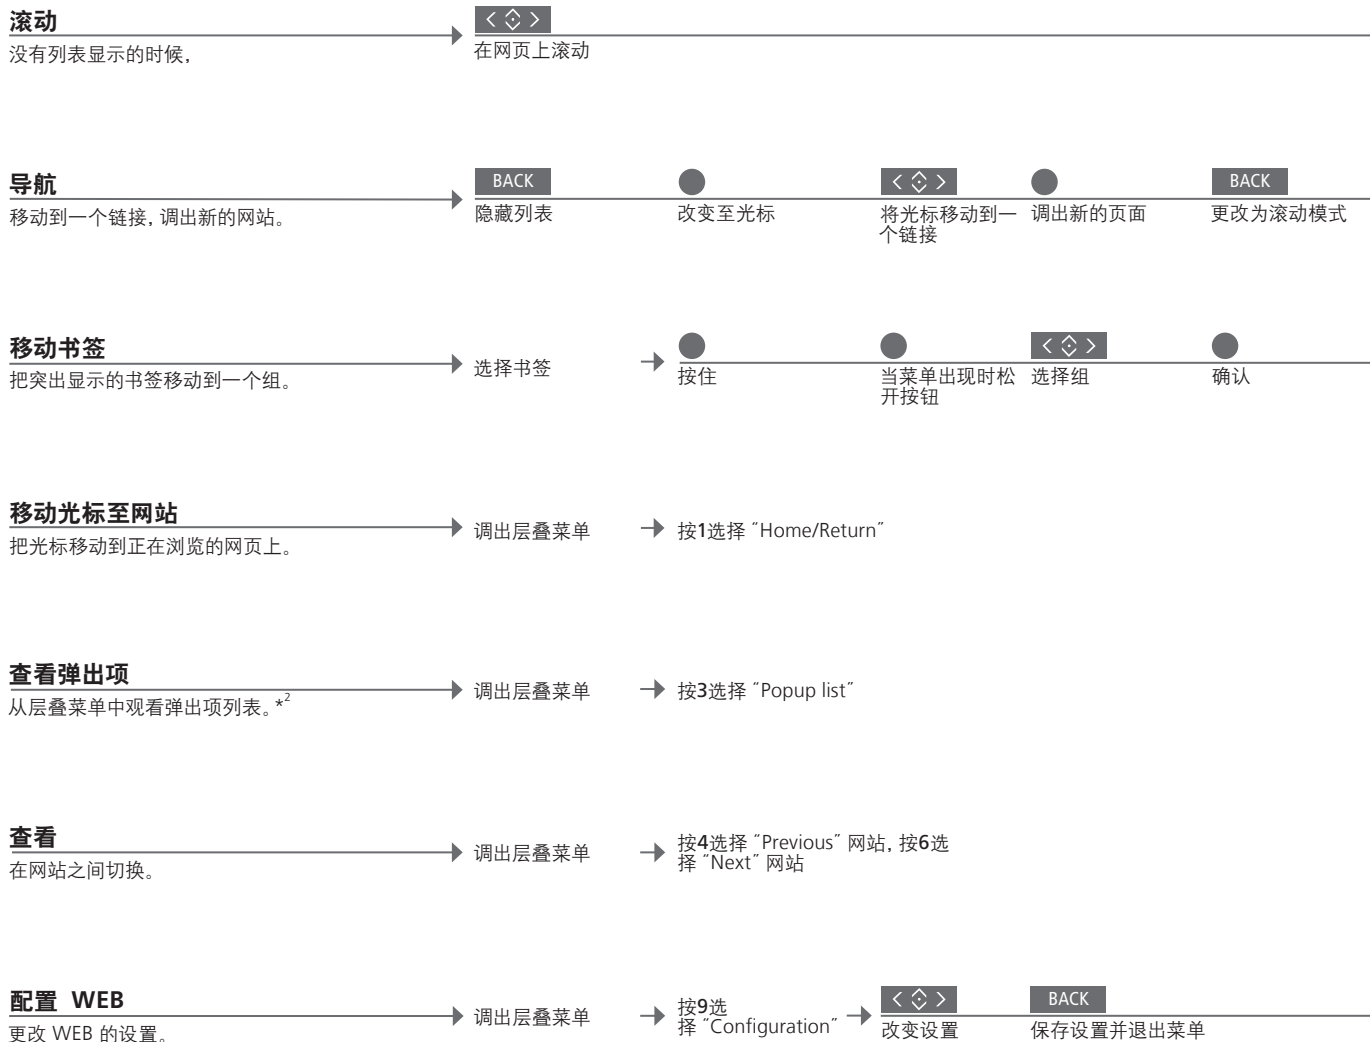 滚动
没有列表显示的时候,
在网页上滚动
导航
移动到一个链接, 调出新的网站。
BACK
隐藏列表
改变至光标
将光标移动到一
个链接
调出新的页面
BACK
更改为滚动模式
移动书签
把突出显示的书签移动到一个组。
选择书签
按住
当菜单出现时松
开按钮
选择组
确认
移动光标至网站
把光标移动到正在浏览的网页上。
调出层叠菜单
按1选择 ˝Home/Return˝
查看弹出项
从层叠菜单中观看弹出项列表。*2
调出层叠菜单
按3选择 ˝Popup list˝
查看
在网站之间切换。
调出层叠菜单
按4选择 ˝Previous˝ 网站, 按6选
择 ˝Next˝ 网站
配置 WEB
更改 WEB 的设置。
调出层叠菜单
按9选
择 ˝Configuration˝
改变设置
BACK
保存设置并退出菜单